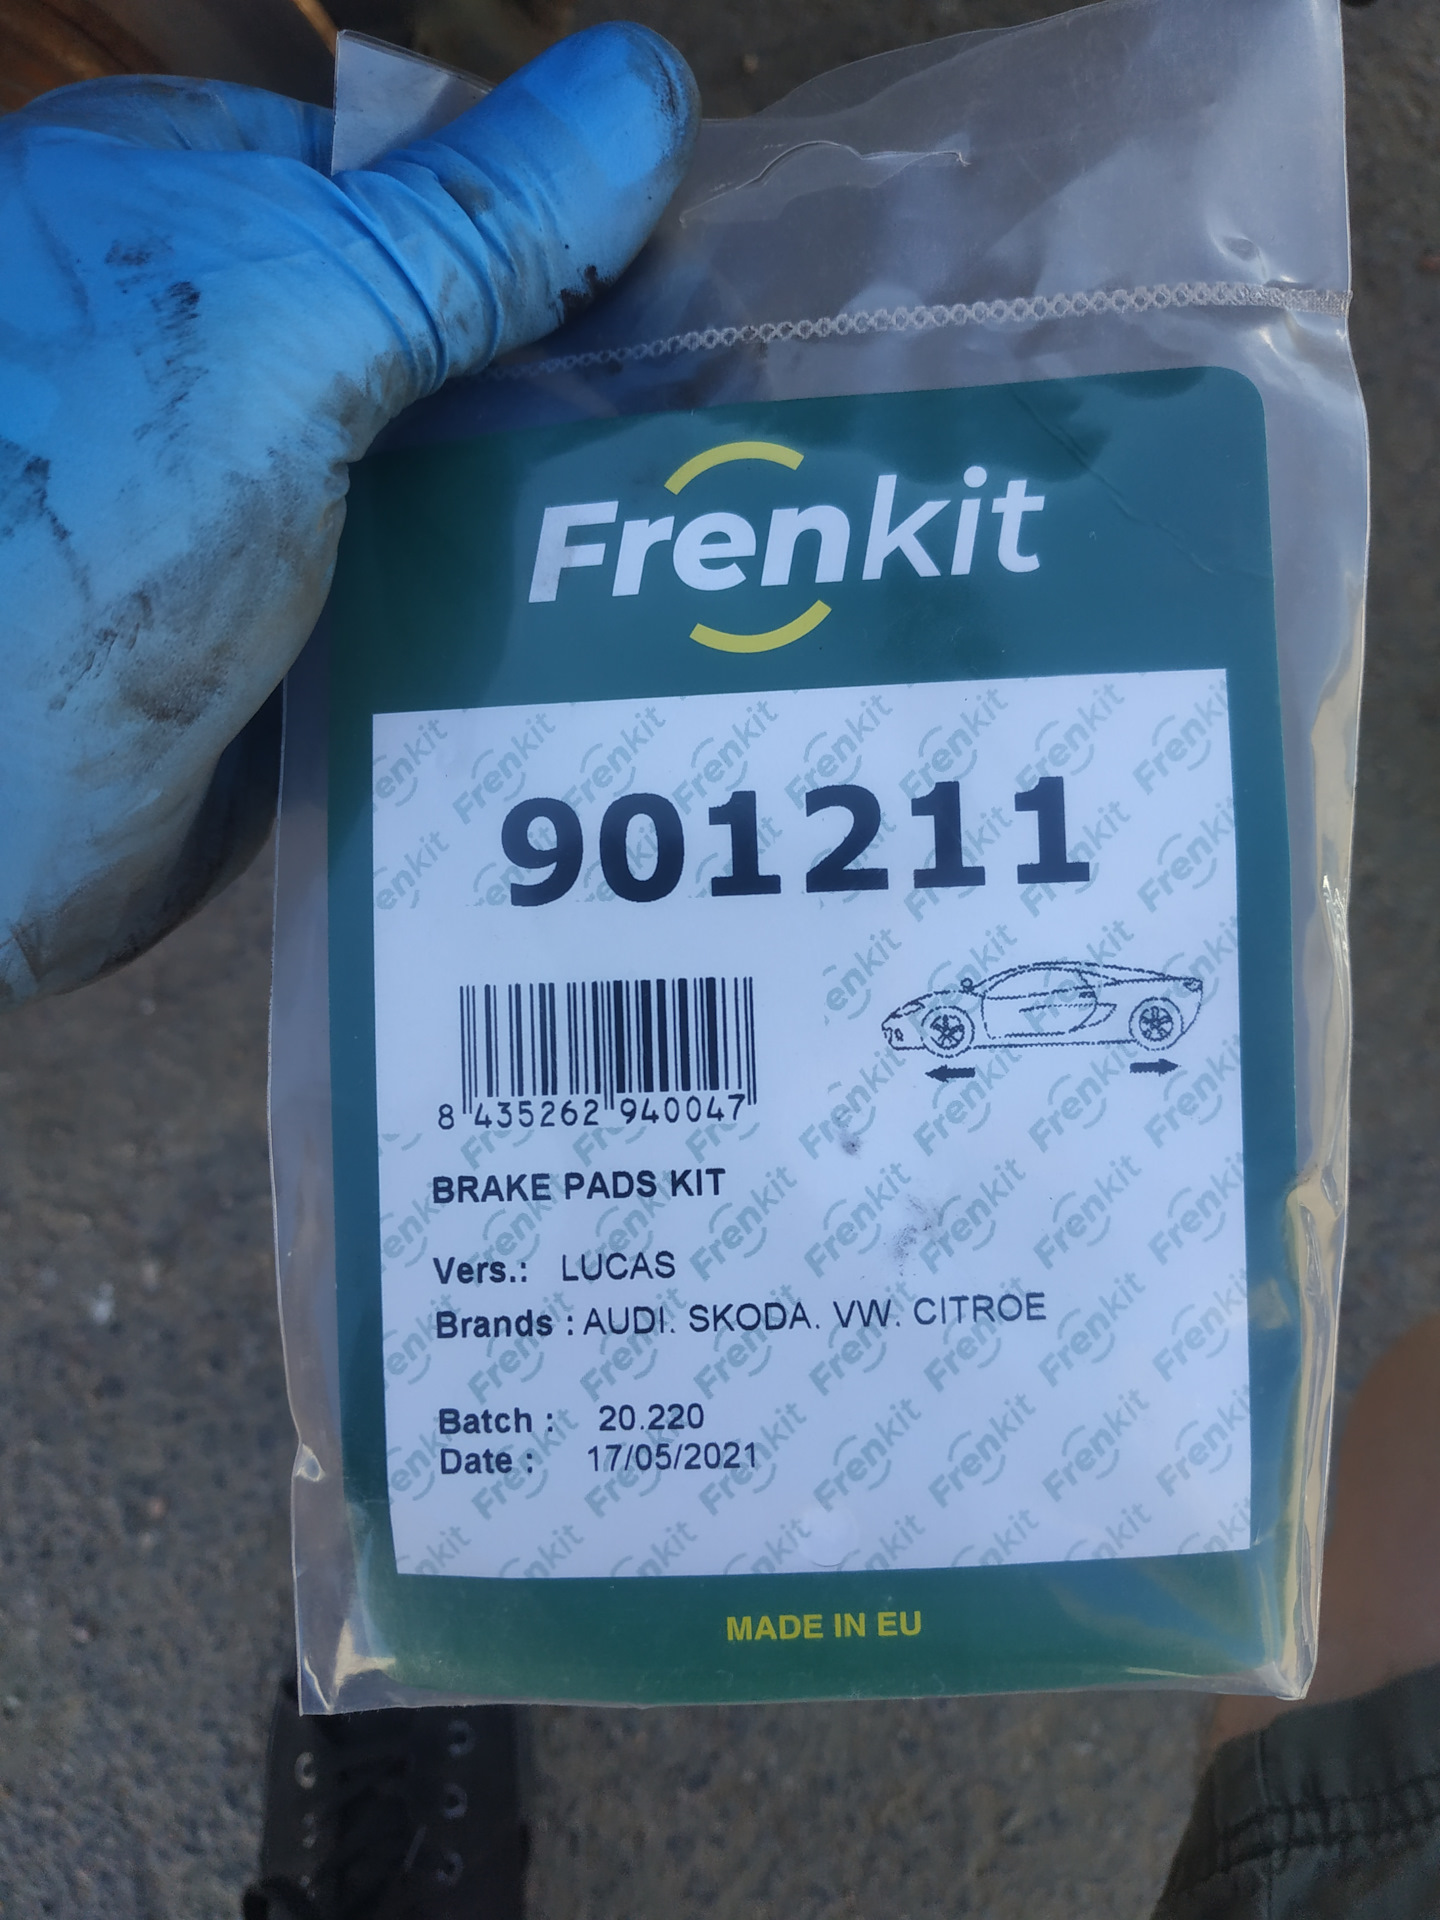 Frenkit
901211
8 435262 940047
BRAKE PADS KIT
Vers.: LUCAS
Brands : AUDI. SKODA. VW. CITROE
Batch : 20.220
Date : 17/05/2021
MADE IN EU